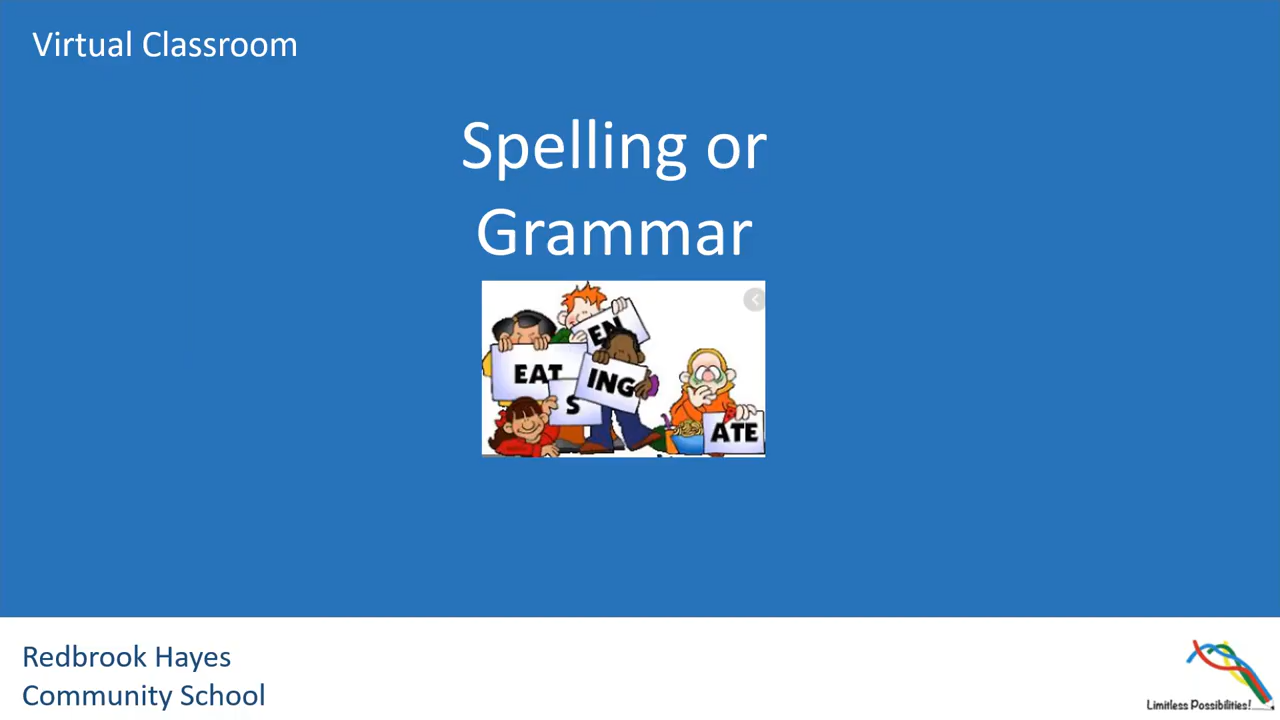 Virtual Classroom
Spelling or
Grammar
EN
EAT
ING
S
ATE
Redbrook Hayes
Community School
Limitless Possibilities!